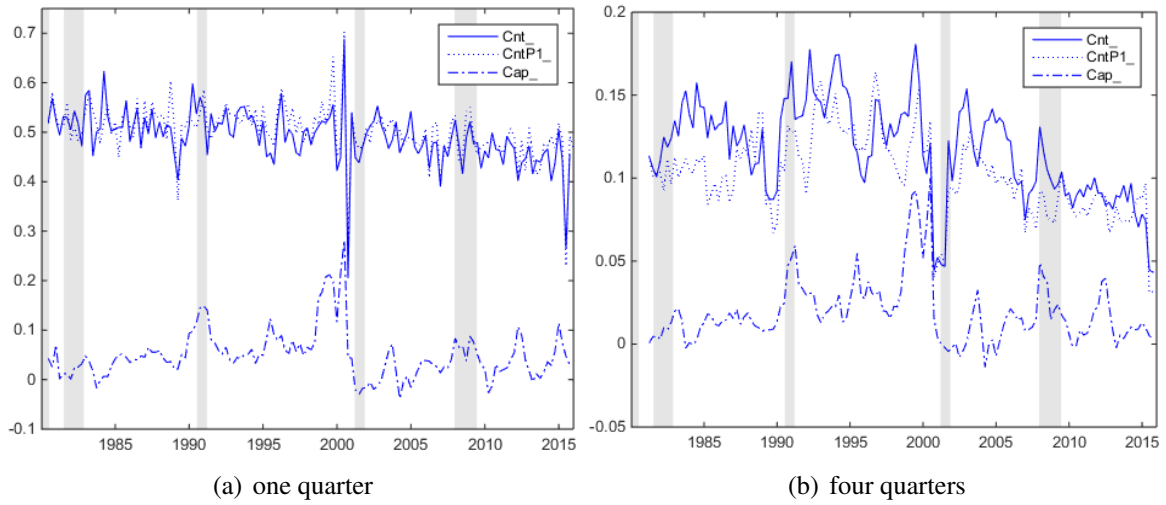 0.7
0.6
0.5
0.4
0.3
0.2
0.1
0
-0.1
1985 1990 1995 2000 2005 2010 2015
Cnt_
CntP1_
Cap_
(a) one quarter
0.2
0.15
0.1
0.05
0
-0.05
1985 1990 1995 2000 2005 2010 2015
Cnt_
CntP1_
Cap_
(b) four quarters